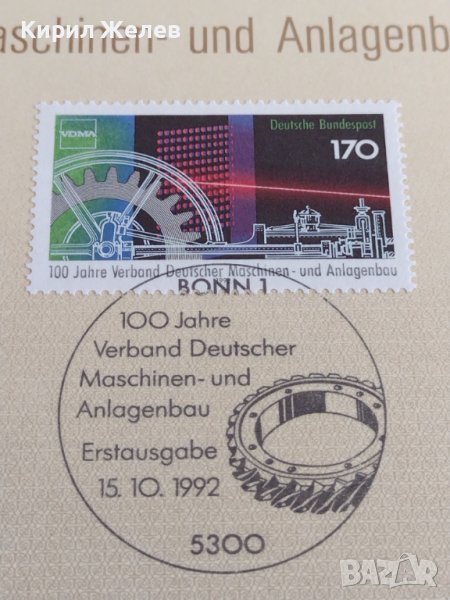 Кирил Желев
aschinen- und Anlagenb
VDMA
Deutsche Bundespost
170
100 Jahre Verband Deutscher Maschinen- und Anlagenbau
BONN 1
100 Jahre
Verband Deutscher
Maschinen- und
Anlagenbau
Erstausgabe
15. 10. 1992
5300
BAZAR